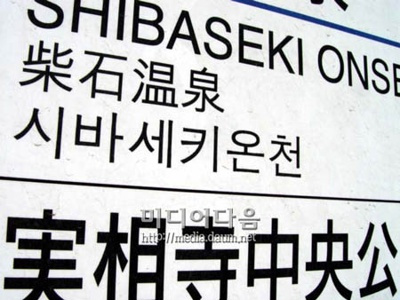 SHIBASEKI ONSE
柴石温泉
시바세키온천
미디어다음
http://media.daum.net
実相寺中央公